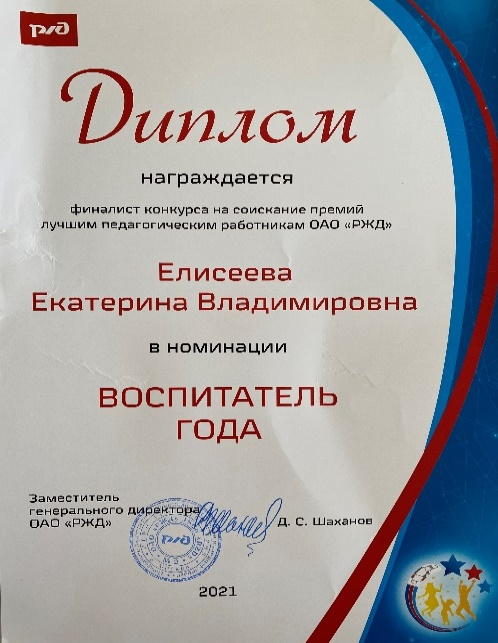 РЖД
Диплом
награждается
финалист конкурса на соискание премий
лучшим педагогическим работникам ОАО «РЖД»
Елисеева
Екатерина Владимировна
в номинации
ВОСПИТАТЕЛЬ
ГОДА
Заместитель
генерального директора
ОАО «РЖД»
Д. С. Шаханов
РЖД
2021